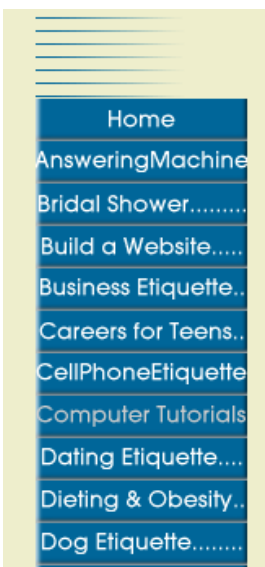 Home
AnsweringMachine
Bridal Shower.........
Build a Website.....
Business Etiquette..
Careers for Teens..
CellPhoneEtiquette
Computer Tutorials
Dating Etiquette....
Dieting & Obesity..
Dog Etiquette........